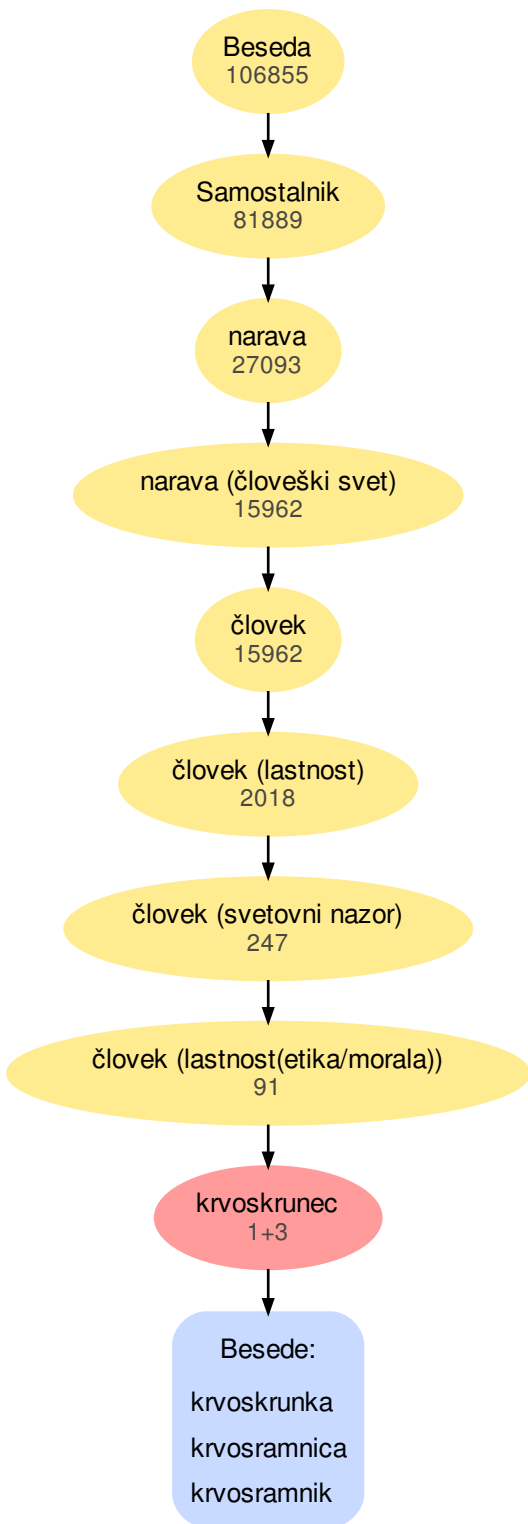 Beseda
106855
Samostalnik
81889
narava
27093
narava (človeški svet)
15962
človek
15962
človek (lastnost)
2018
človek (svetovni nazor)
247
človek (lastnost(etika/morala))
91
krvoskrunec
1+3
Besede:
krvoskrunka
krvosramnica
krvosramnik